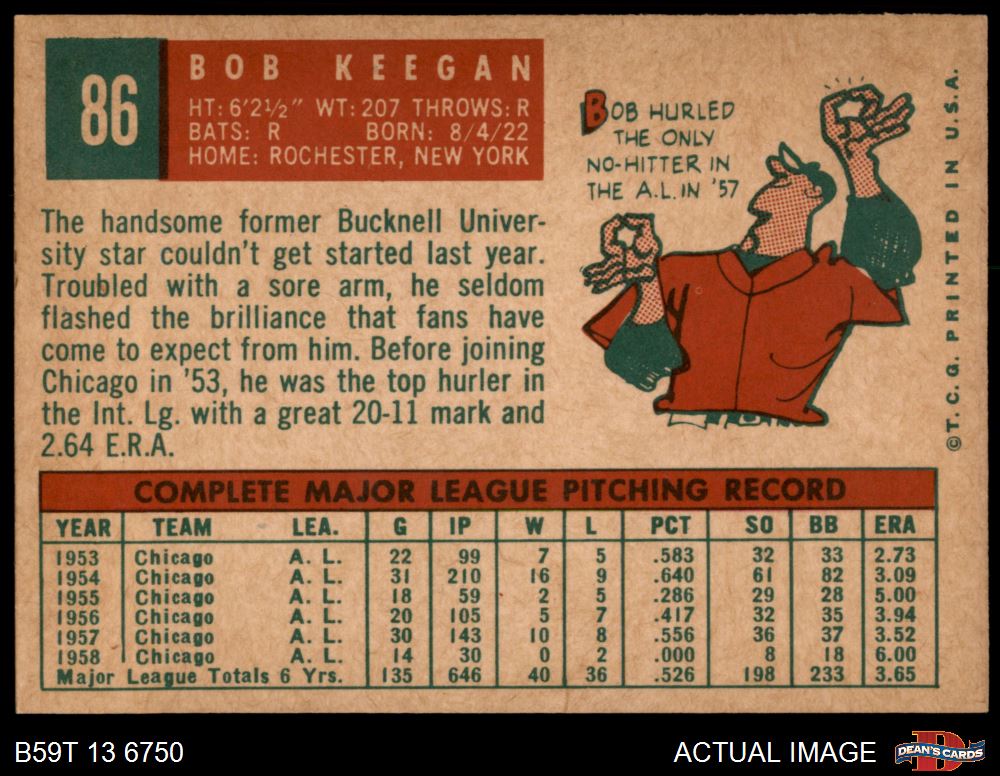 86
BOB KEEGAN
HT: 6'2½" WT: 207 THROWS: R
BATS: R BORN: 8/4/22
HOME: ROCHESTER, NEW YORK
The handsome former Bucknell Univer-
sity star couldn't get started last year.
Troubled with a sore arm, he seldom
flashed the brilliance that fans have
come to expect from him. Before joining
Chicago in '53, he was the top hurler in
the Int. Lg. with a great 20-11 mark and
2.64 E.R.A.
BOB HURLED
THE ONLY
NO-HITTER IN
THE A.L. IN '57
©T.C.G. PRINTED IN U.S.A.
COMPLETE MAJOR LEAGUE PITCHING RECORD
YEAR TEAM LEA. G IP W L PCT SO BB ERA
1953 Chicago A. L. 22 99 7 5 .583 32 33 2.73
1954 Chicago A. L. 31 210 16 9 .640 61 82 3.09
1955 Chicago A. L. 18 59 2 5 .286 29 28 5.00
1956 Chicago A. L. 20 105 5 7 .417 32 35 3.94
1957 Chicago A. L. 30 143 10 8 .556 36 37 3.52
1958 Chicago A. L. 14 30 0 2 .000 8 18 6.00
Major League Totals 6 Yrs. 135 646 40 36 .526 198 233 3.65
B59T 13 6750
ACTUAL IMAGE
DEAN'S CARDS